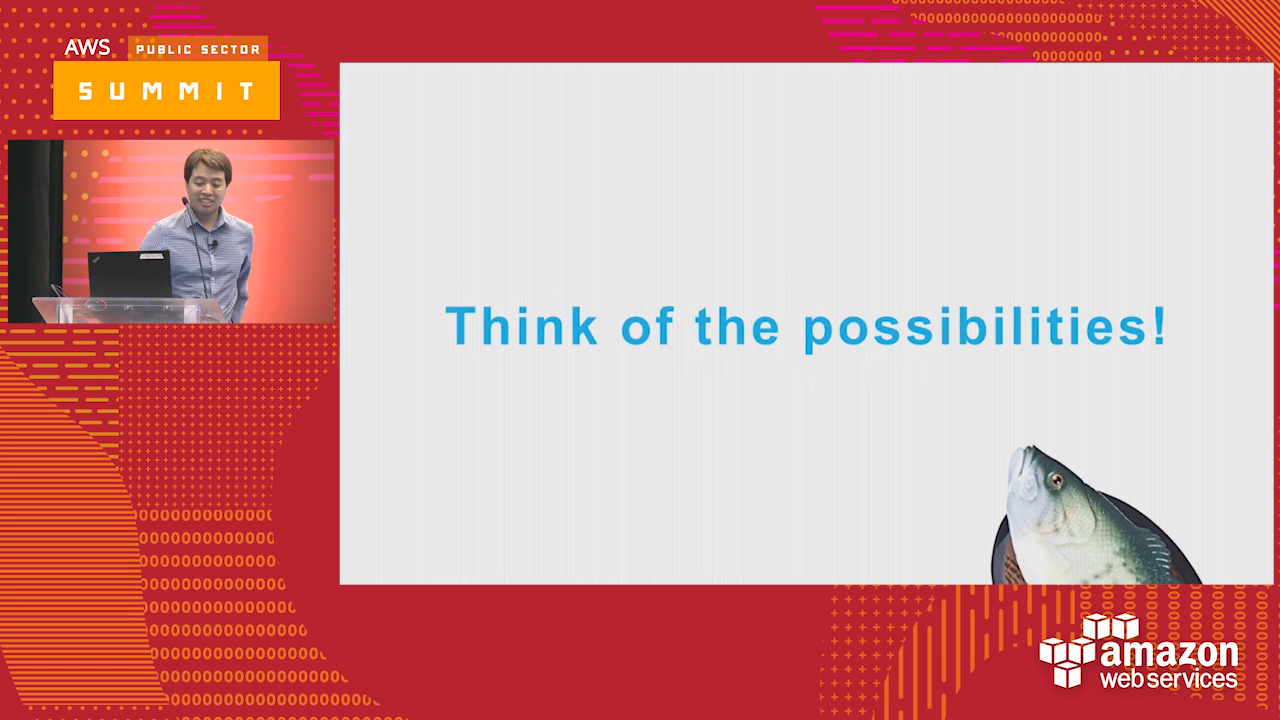 AWS PUBLIC SECTOR
SUMMIT
Think of the possibilities!
amazon
web services